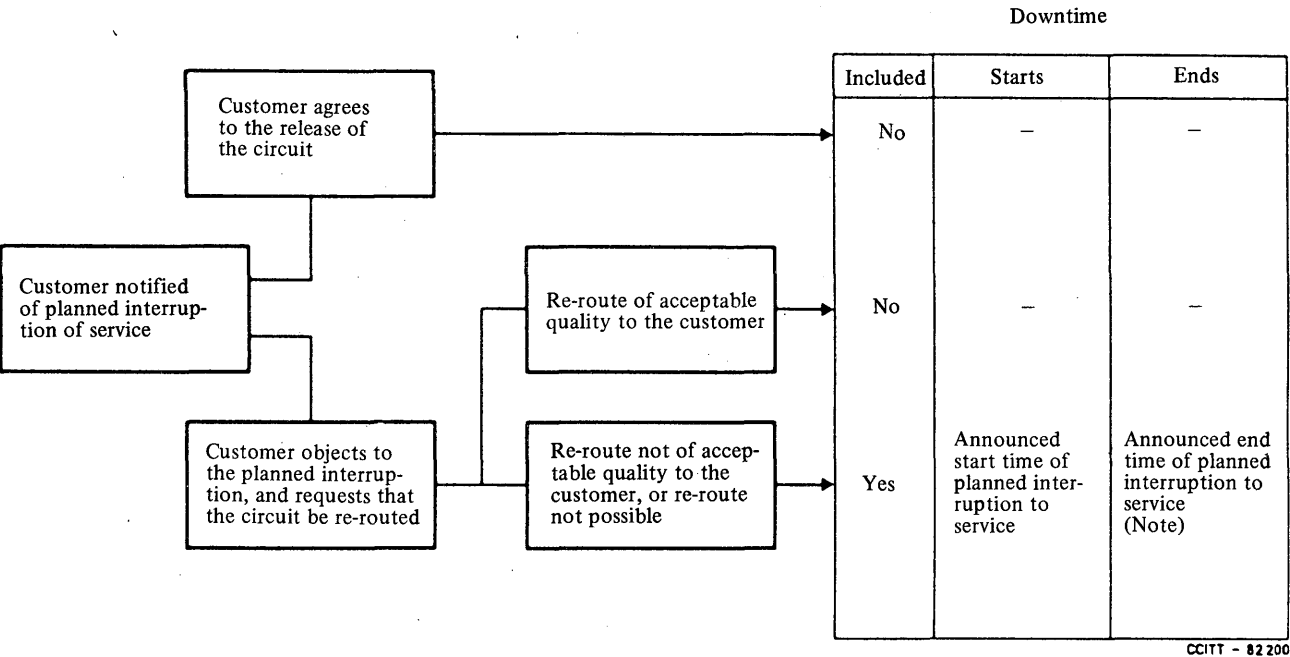 Downtime
Included
Starts
Ends
Customer agrees
to the release of
the circuit
No
–
–
Customer notified
of planned interrup-
tion of service
Re-route of acceptable
quality to the customer
No
–
–
Customer objects to
the planned interrup-
tion, and requests that
the circuit be re-routed
Re-route not of accep-
table quality to the
customer, or re-route
not possible
Yes
Announced
start time of
planned inter-
ruption to
service
Announced end
time of planned
interruption to
service
(Note)
CCITT - 82 200